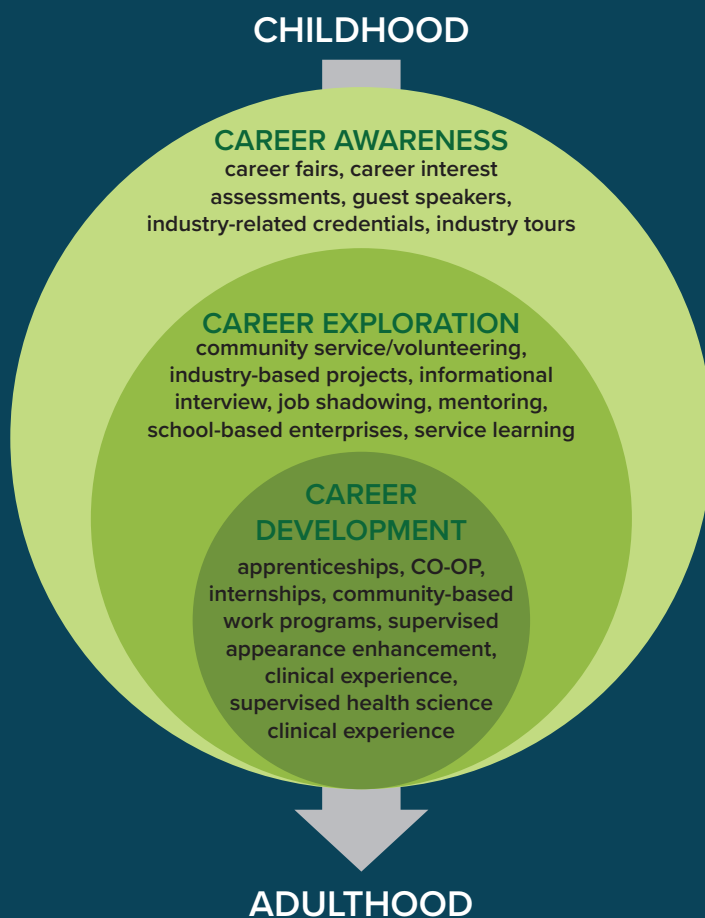 CHILDHOOD
CAREER AWARENESS
career fairs, career interest
assessments, guest speakers,
industry-related credentials, industry tours
CAREER EXPLORATION
community service/volunteering,
industry-based projects, informational
interview, job shadowing, mentoring,
school-based enterprises, service learning
CAREER
DEVELOPMENT
apprenticeships, CO-OP,
internships, community-based
work programs, supervised
appearance enhancement,
clinical experience,
supervised health science
clinical experience
ADULTHOOD